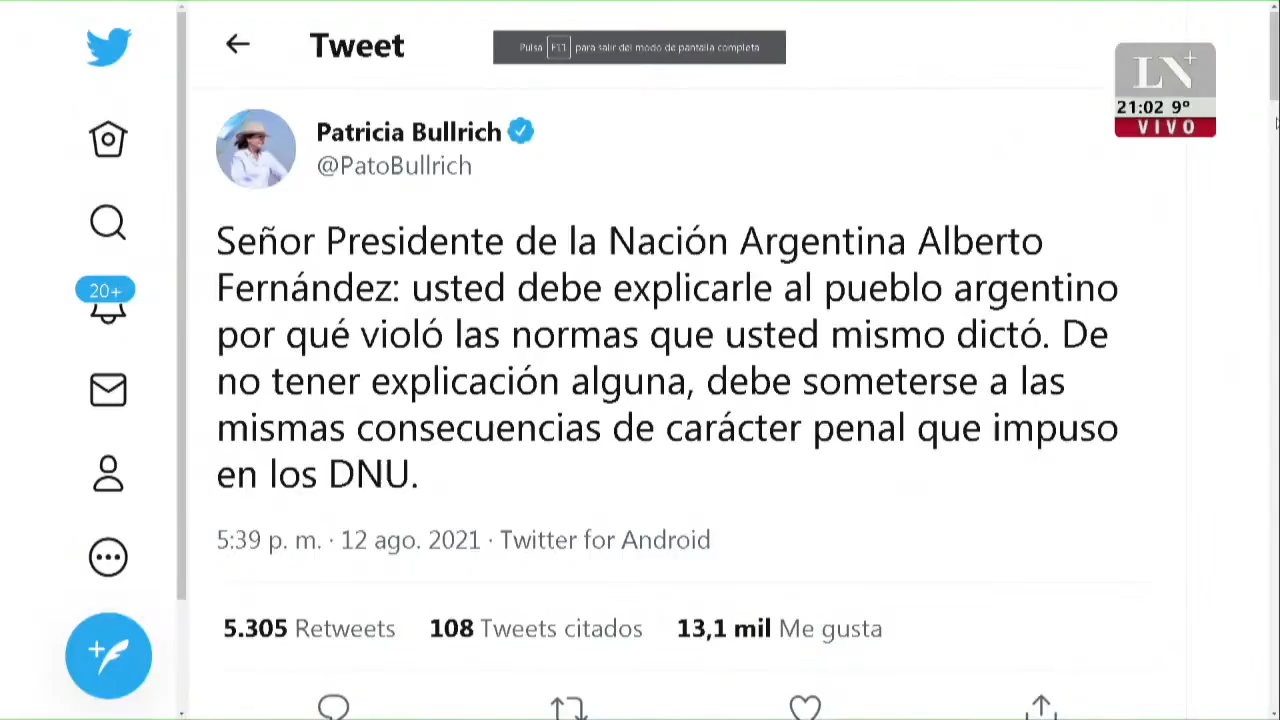 Tweet
Pulsa F11 para salir del modo de pantalla completa
LN+
21:02 9º
VIVO
Patricia Bullrich
@PatoBullrich
Señor Presidente de la Nación Argentina Alberto
Fernández: usted debe explicarle al pueblo argentino
por qué violó las normas que usted mismo dictó. De
no tener explicación alguna, debe someterse a las
mismas consecuencias de carácter penal que impuso
en los DNU.
20+
5:39 p. m. · 12 ago. 2021 · Twitter for Android
5.305 Retweets 108 Tweets citados 13,1 mil Me gusta